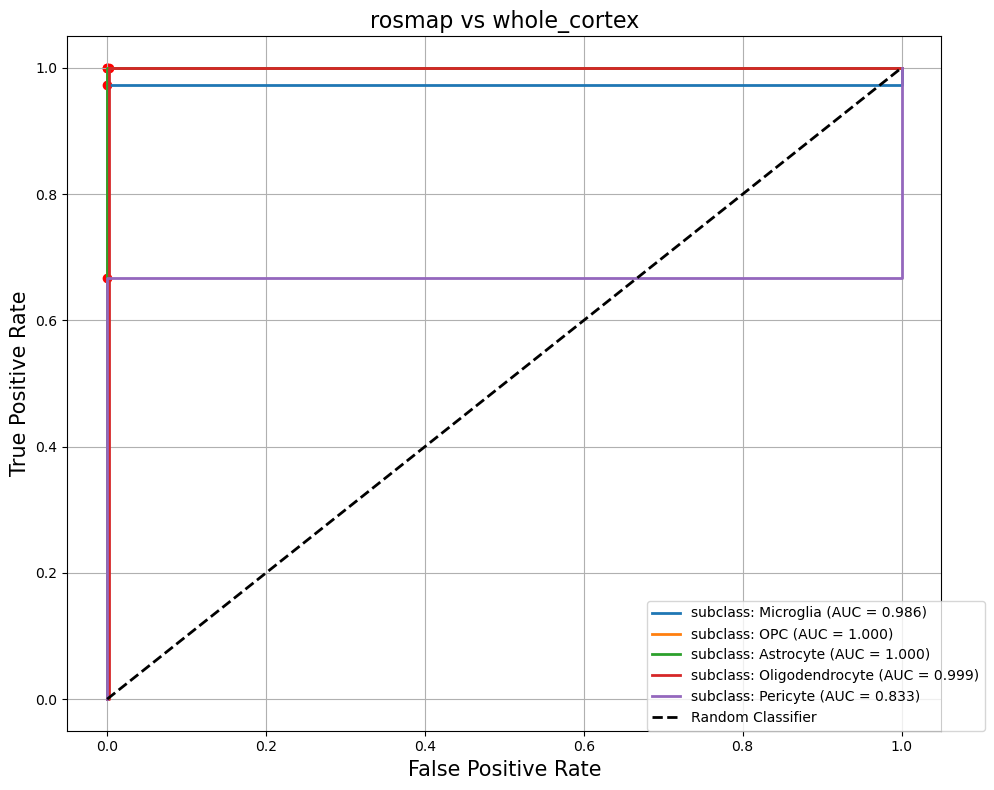 rosmap vs whole_cortex
True Positive Rate
1.0
0.8
0.6
0.4
0.2
0.0
subclass: Microglia (AUC = 0.986)
subclass: OPC (AUC = 1.000)
subclass: Astrocyte (AUC = 1.000)
subclass: Oligodendrocyte (AUC = 0.999)
subclass: Pericyte (AUC = 0.833)
Random Classifier
0.0 0.2 0.4 0.6 0.8 1.0
False Positive Rate